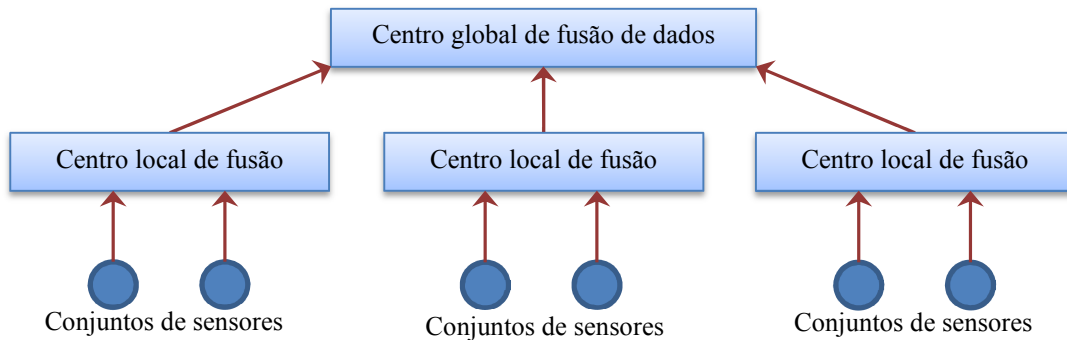 Centro global de fusão de dados
Centro local de fusão
Centro local de fusão
Centro local de fusão
Conjuntos de sensores
Conjuntos de sensores
Conjuntos de sensores